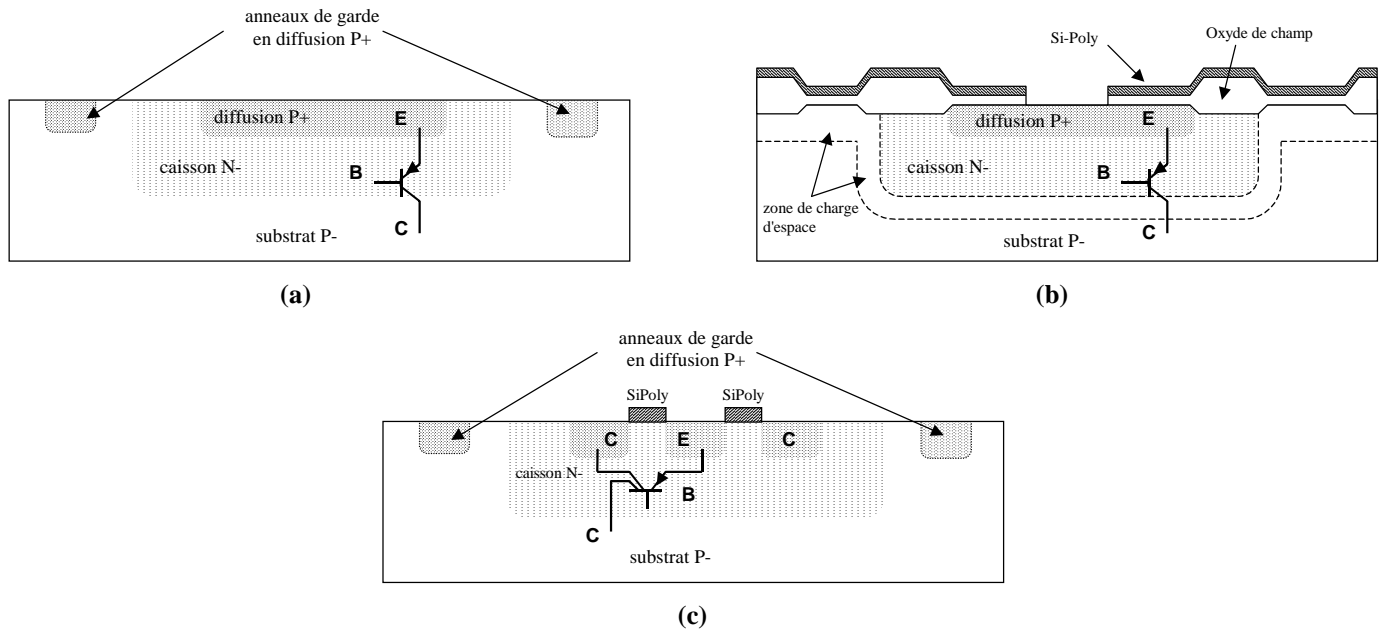 anneaux de garde
en diffusion P+
diffusion P+
E
caisson N-
B
C
substrat P-
(a)
Si-Poly
Oxyde de champ
diffusion P+
E
caisson N-
B
zone de charge
d'espace
C
substrat P-
(b)
anneaux de garde
en diffusion P+
SiPoly
SiPoly
C
E
C
caisson N-
B
C
substrat P-
(c)